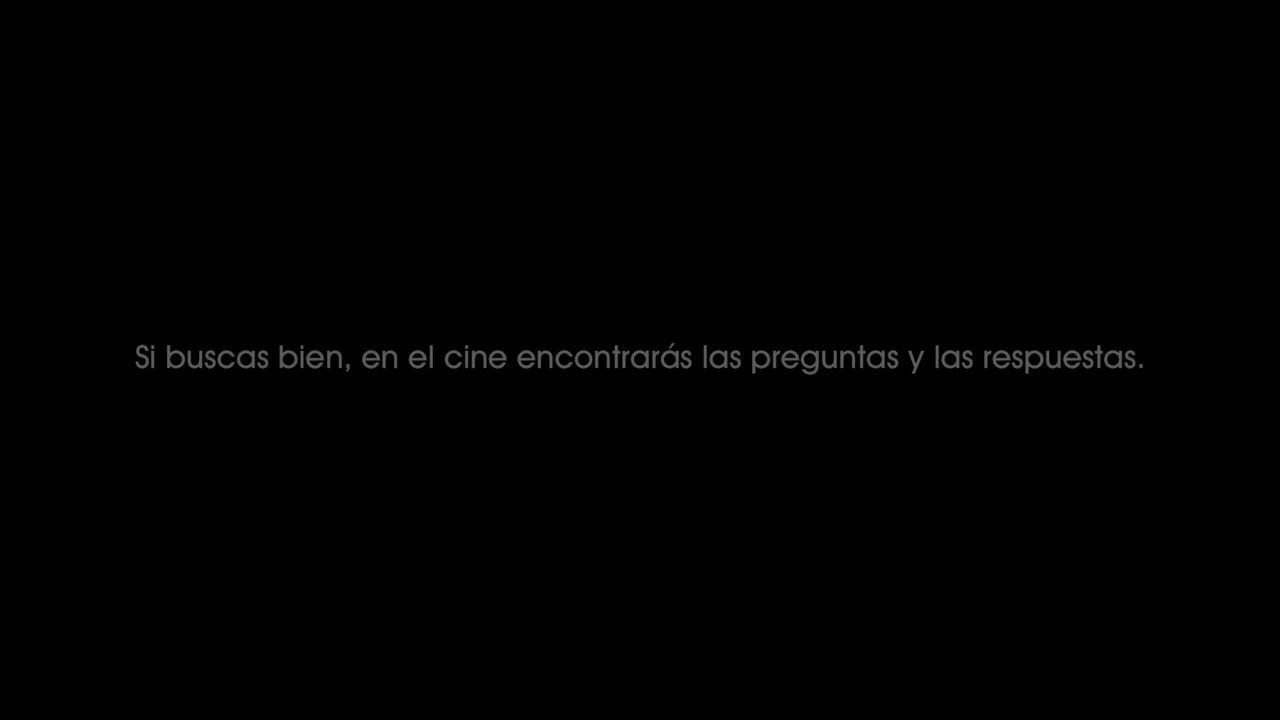 Si buscas bien, en el cine encontrarás las preguntas y las respuestas.